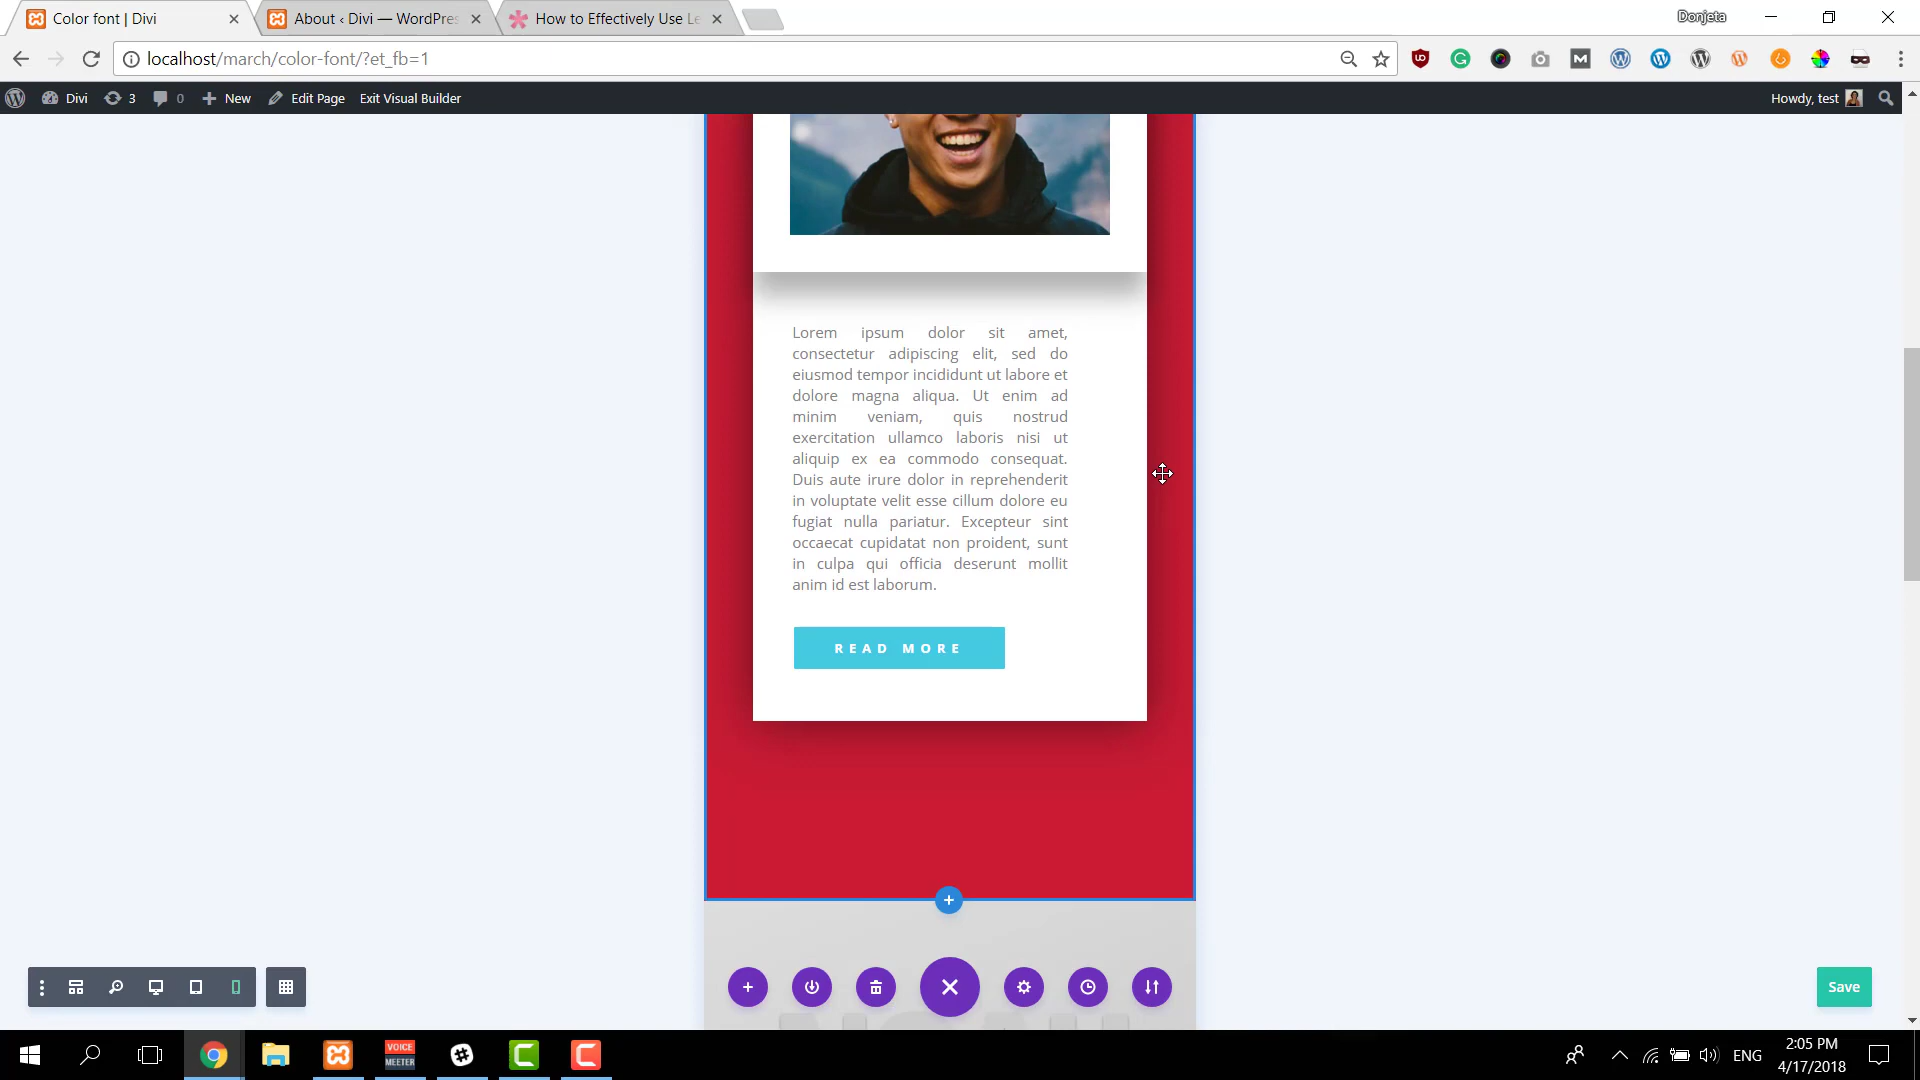 Color font | Divi
About ‹ Divi — WordPres
How to Effectively Use Le
Donjeta
localhost/march/color-font/?et_fb=1
Divi
3
0
New
Edit Page
Exit Visual Builder
Howdy, test
Lorem ipsum dolor sit amet,
consectetur adipiscing elit, sed do
eiusmod tempor incididunt ut labore et
dolore magna aliqua. Ut enim ad
minim veniam, quis nostrud
exercitation ullamco laboris nisi ut
aliquip ex ea commodo consequat.
Duis aute irure dolor in reprehenderit
in voluptate velit esse cillum dolore eu
fugiat nulla pariatur. Excepteur sint
occaecat cupidatat non proident, sunt
in culpa qui officia deserunt mollit
anim id est laborum.
READ MORE
Save
VOICE
MEETER
ENG
2:05 PM
4/17/2018